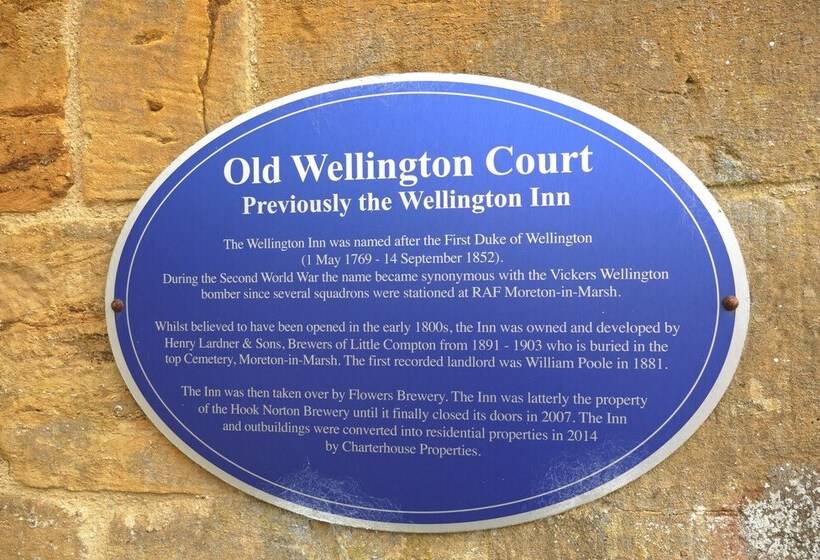 Old Wellington Court
Previously the Wellington Inn
The Wellington Inn was named after the First Duke of Wellington
(1 May 1769 - 14 September 1852).
During the Second World War the name became synonymous with the Vickers Wellington
bomber since several squadrons were stationed at RAF Moreton-in-Marsh.
Whilst believed to have been opened in the early 1800s, the Inn was owned and developed by
Henry Lardner & Sons, Brewers of Little Compton from 1891 - 1903 who is buried in the
top Cemetery, Moreton-in-Marsh. The first recorded landlord was William Poole in 1881.
The Inn was then taken over by Flowers Brewery. The Inn was latterly the property
of the Hook Norton Brewery until it finally closed its doors in 2007. The Inn
and outbuildings were converted into residential properties in 2014
by Charterhouse Properties.